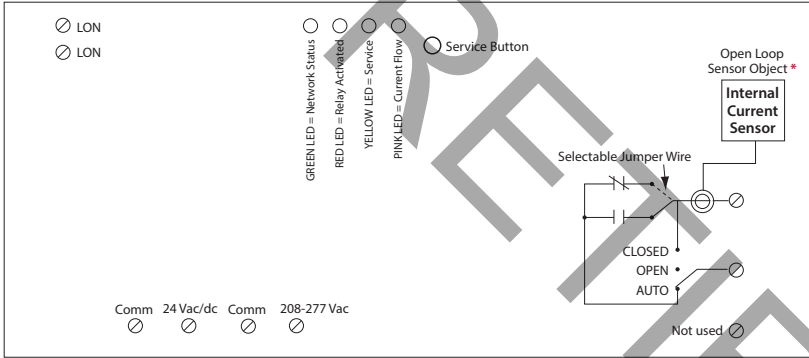 LON
LON
GREEN LED = Network Status
RED LED = Relay Activated
YELLOW LED = Service
PINK LED = Current Flow
Service Button
Open Loop
Sensor Object *
Internal
Current
Sensor
Selectable Jumper Wire
CLOSED
OPEN
AUTO
Comm
24 Vac/dc
Comm
208-277 Vac
Not used